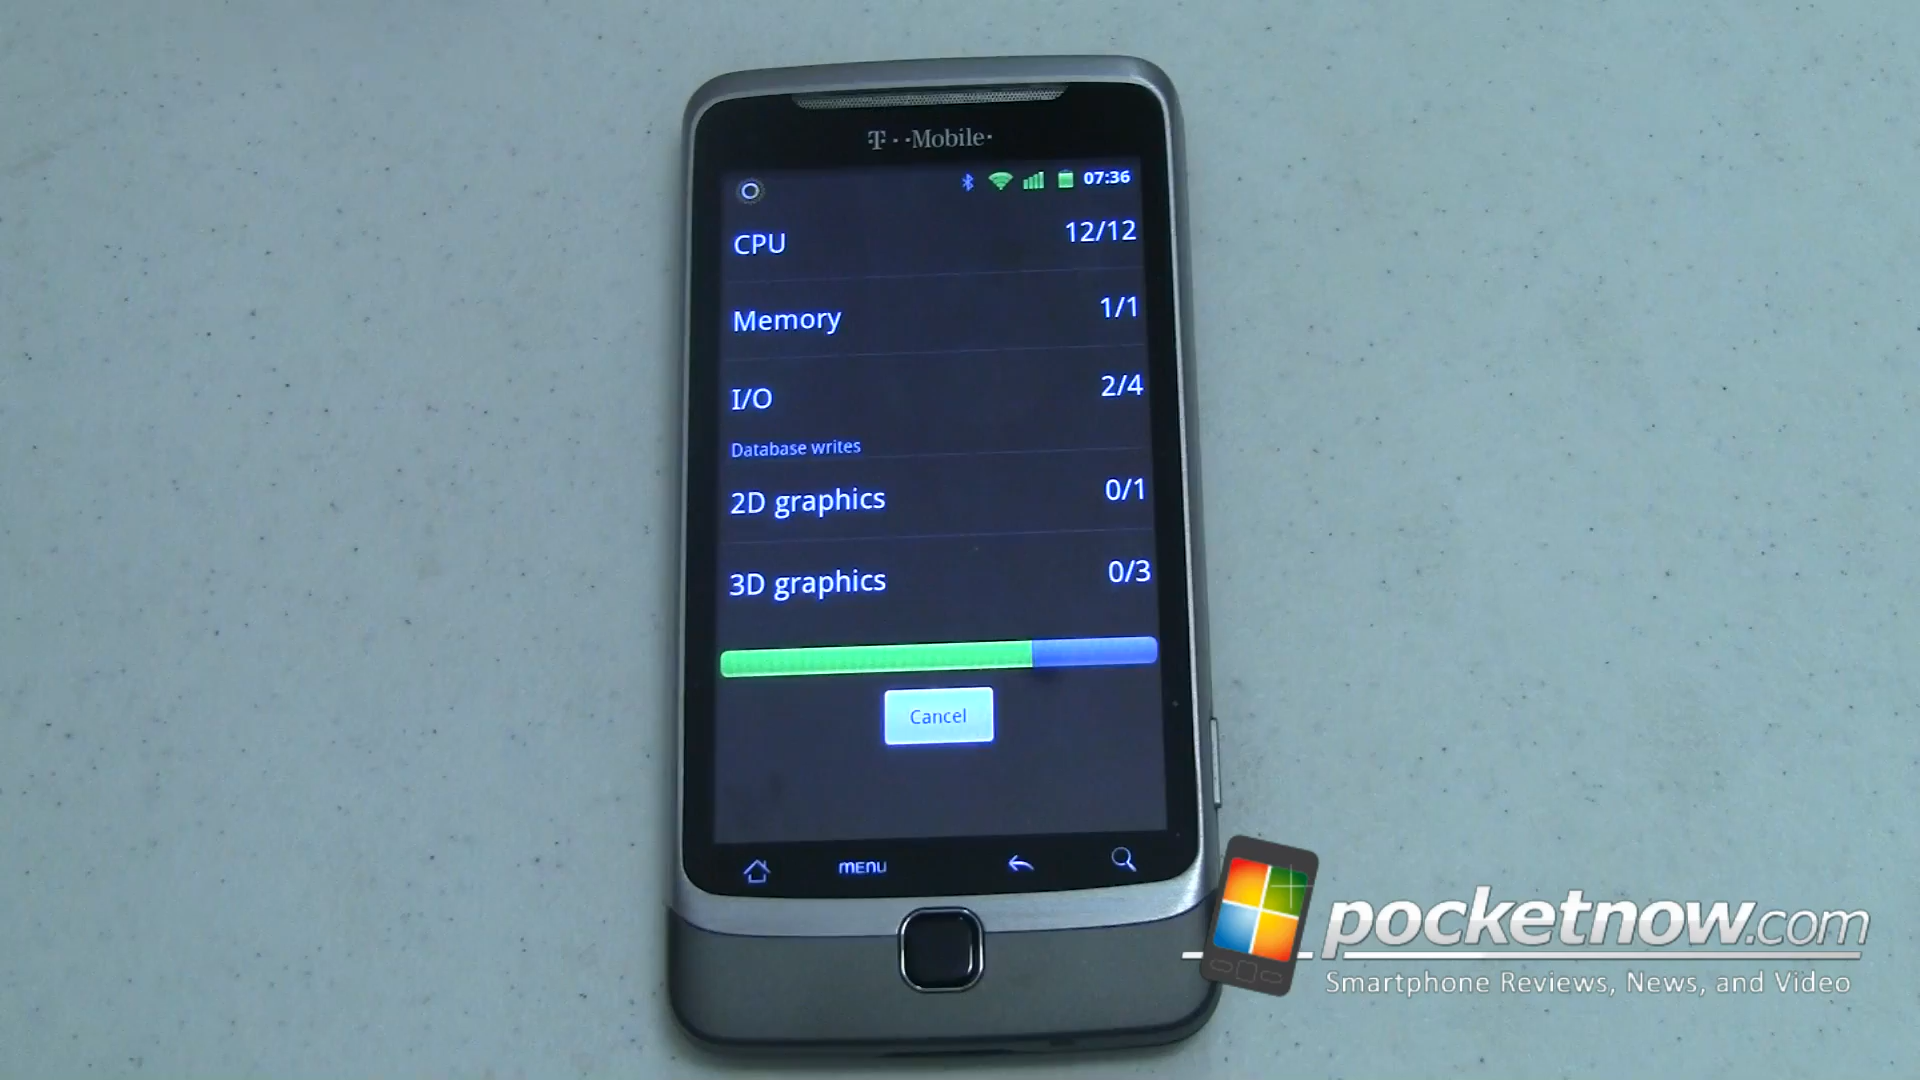 T··Mobile·
07:36
CPU 12/12
Memory 1/1
I/O 2/4
Database writes
2D graphics 0/1
3D graphics 0/3
Cancel
MENU
pocketnow.com
Smartphone Reviews, News, and Video